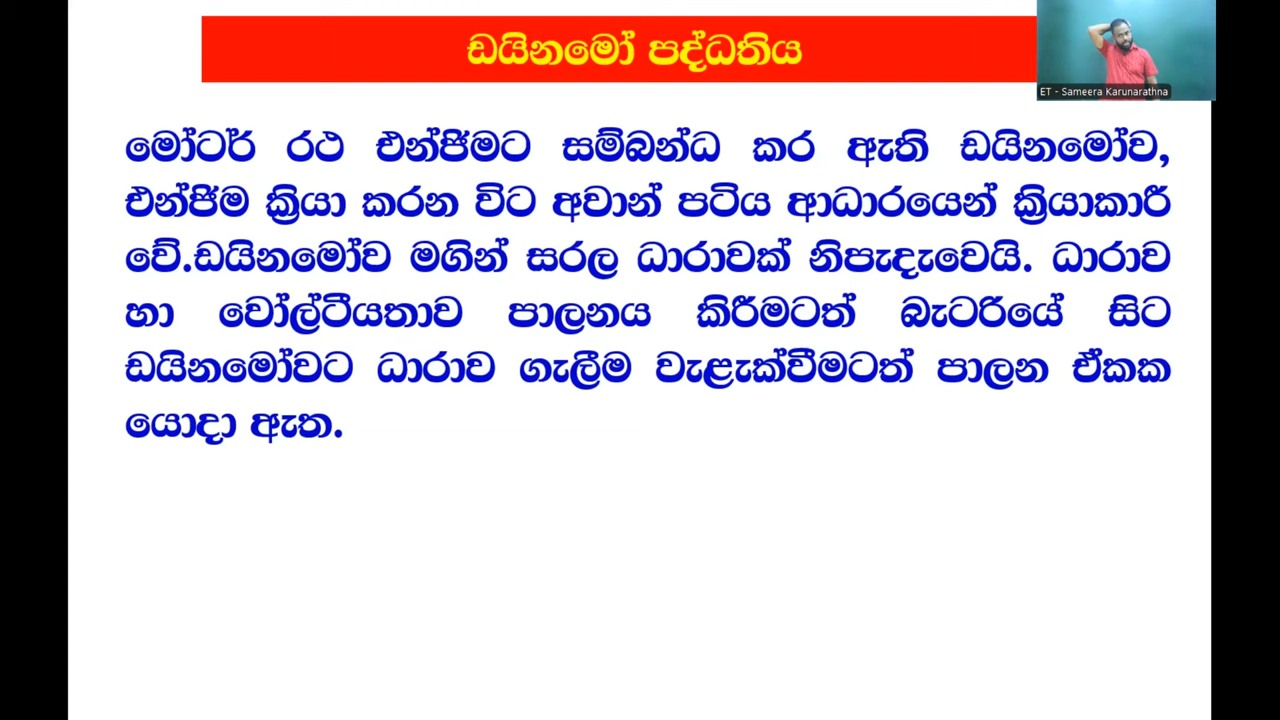 ඩයිනමෝ පද්ධතිය
ET - Sameera Karunarathna
මෝටර් රථ එන්ජිමට සම්බන්ධ කර ඇති ඩයිනමෝව,
එන්ජිම ක්‍රියා කරන විට අවාන් පටිය ආධාරයෙන් ක්‍රියාකාරී
වේ.ඩයිනමෝව මගින් සරල ධාරාවක් නිපැදැවෙයි. ධාරාව
හා වෝල්ටීයතාව පාලනය කිරීමටත් බැටරියේ සිට
ඩයිනමෝවට ධාරාව ගැලීම වැළැක්වීමටත් පාලන ඒකක
යොදා ඇත.